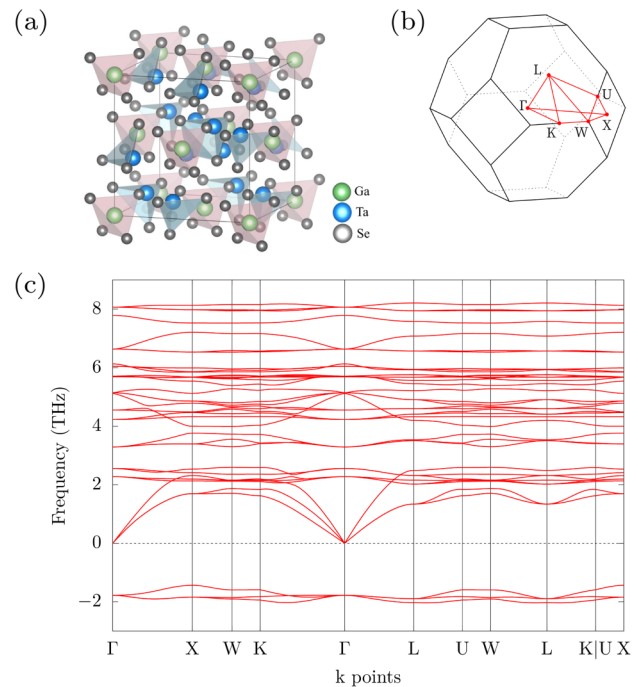 (a)
Ga
Ta
Se
(b)
L
U
Γ
X
K
W
(c)
Frequency (THz)
8
6
4
2
0
−2
Γ X W K Γ L U W L K|U X
k points